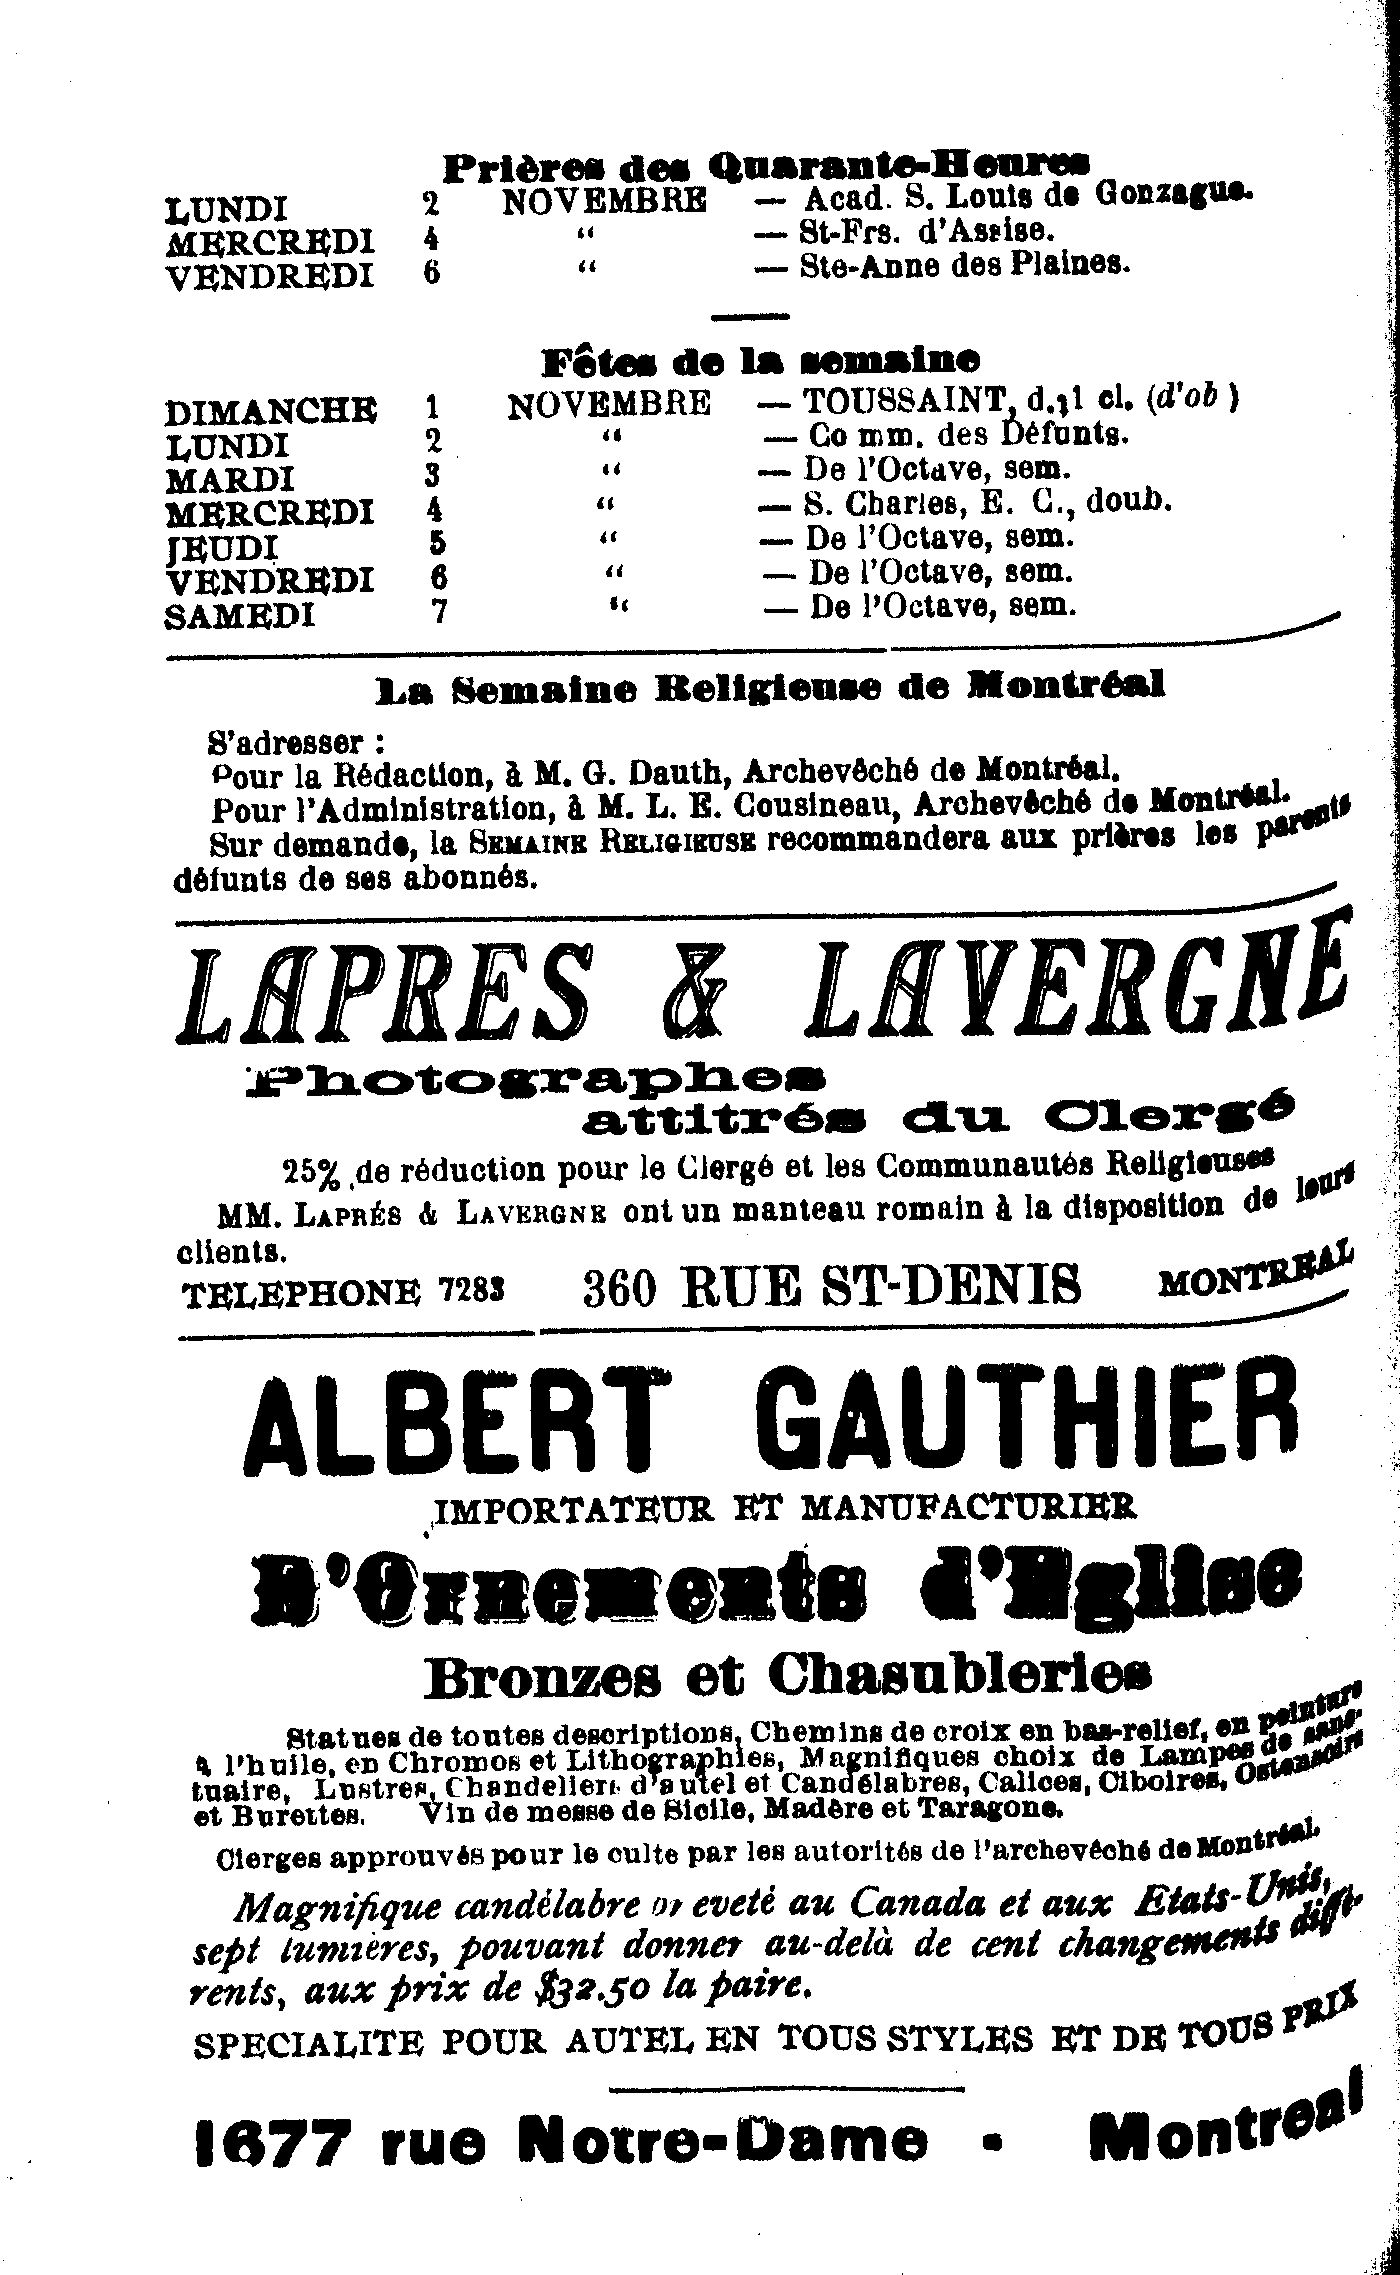 Prières des Quarante-Heures
LUNDI 2 NOVEMBRE — Acad. S. Louis de Gonzague.
MERCREDI 4 “ — St-Frs. d'Assise.
VENDREDI 6 “ — Ste-Anne des Plaines.
Fêtes de la semaine
DIMANCHE 1 NOVEMBRE — TOUSSAINT, d. 1 cl. (d'ob )
LUNDI 2 “ — Comm. des Défunts.
MARDI 3 “ — De l'Octave, sem.
MERCREDI 4 “ — S. Charles, E. C., doub.
JEUDI 5 “ — De l'Octave, sem.
VENDREDI 6 “ — De l'Octave, sem.
SAMEDI 7 “ — De l'Octave, sem.
La Semaine Religieuse de Montréal
S'adresser :
Pour la Rédaction, à M. G. Dauth, Archevêché de Montréal.
Pour l'Administration, à M. L. E. Cousineau, Archevêché de Montréal.
Sur demande, la SEMAINE RELIGIEUSE recommandera aux prières les parents
défunts de ses abonnés.
LAPRES & LAVERGNE
Photographes
attitrés du Clergé
25% de réduction pour le Clergé et les Communautés Religieuses
MM. LAPRÉS & LAVERGNE ont un manteau romain à la disposition de leurs
clients.
TELEPHONE 7283 360 RUE ST-DENIS MONTREAL
ALBERT GAUTHIER
IMPORTATEUR ET MANUFACTURIER
D'Ornements d'Eglise
Bronzes et Chasubleries
Statues de toutes descriptions, Chemins de croix en bas-relief, en peinture
à l'huile, en Chromos et Lithographies, Magnifiques choix de Lampes de sanc-
tuaire, Lustres, Chandeliers d'autel et Candélabres, Calices, Ciboires, Ostensoirs
et Burettes. Vin de messe de Sicile, Madère et Taragone.
Cierges approuvés pour le culte par les autorités de l'archevêché de Montréal.
Magnifique candélabre breveté au Canada et aux Etats-Unis,
sept lumières, pouvant donner au-delà de cent changements diffé-
rents, aux prix de $32.50 la paire.
SPECIALITE POUR AUTEL EN TOUS STYLES ET DE TOUS PRIX
1677 rue Notre-Dame - Montreal